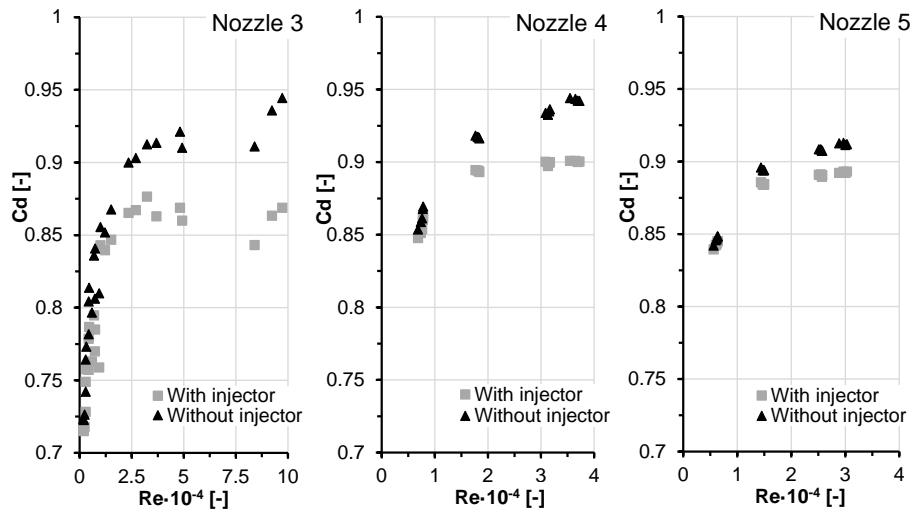 Nozzle 3
1
0.95
0.9
0.85
0.8
0.75
0.7
Cd [-]
With injector
Without injector
0 2.5 5 7.5 10
Re·10⁻⁴ [-]
Nozzle 4
1
0.95
0.9
0.85
0.8
0.75
0.7
Cd [-]
With injector
Without injector
0 1 2 3 4
Re·10⁻⁴ [-]
Nozzle 5
1
0.95
0.9
0.85
0.8
0.75
0.7
Cd [-]
With injector
Without injector
0 1 2 3 4
Re·10⁻⁴ [-]